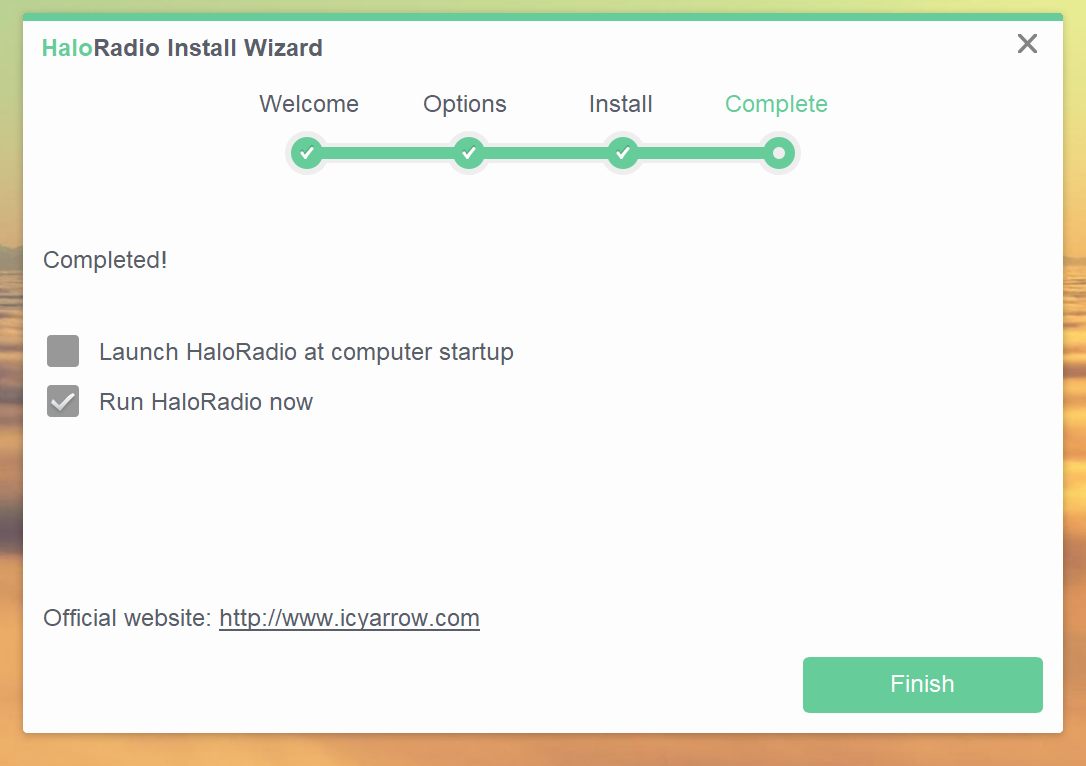 HaloRadio Install Wizard
Welcome Options Install Complete
Completed!
Launch HaloRadio at computer startup
Run HaloRadio now
Official website: http://www.icyarrow.com
Finish